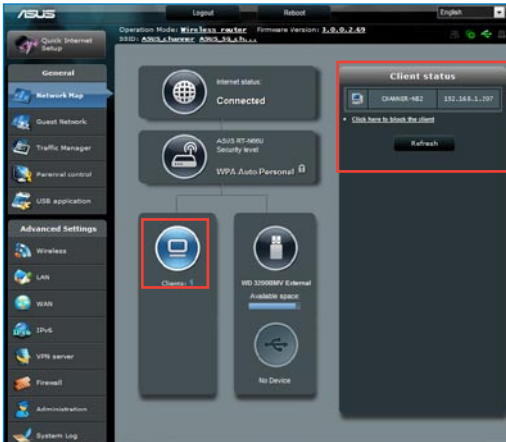 ASUS
Logout
Reboot
English
Operation Mode: Wireless router Firmware Version: 3.0.0.2.69
SSID: ASUS_channer ASUS_5G_ch...
Quick Internet
Setup
General
Network Map
Guest Network
Traffic Manager
Parental control
USB application
Advanced Settings
Wireless
LAN
WAN
IPv6
VPN server
Firewall
Administration
System Log
Internet status:
Connected
ASUS RT-N66U
Security level
WPA Auto Personal
Clients: 1
WD 3200BMV External
Available space:
No Device
Client status
CHANNER-NB2 192.168.1.207
Click here to block the client
Refresh